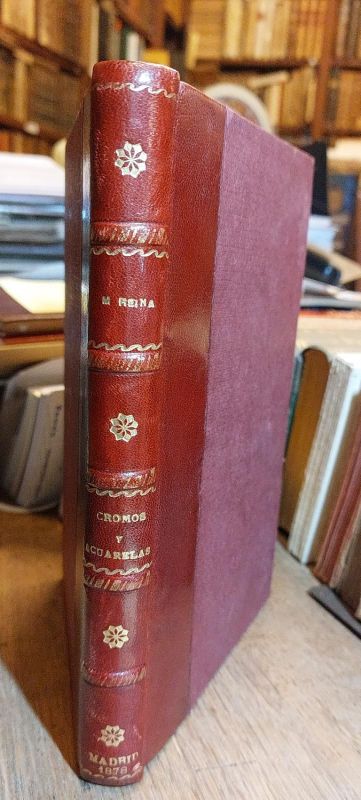 M REINA
CROMOS
Y
ACUARELAS
MADRID
1878